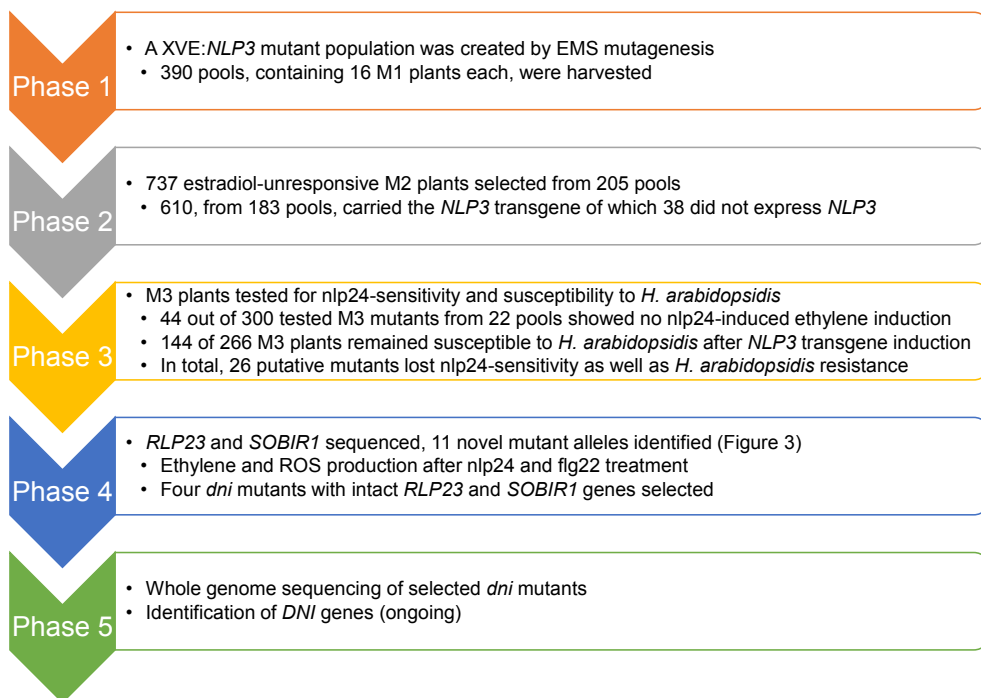 Phase 1
• A XVE:NLP3 mutant population was created by EMS mutagenesis
• 390 pools, containing 16 M1 plants each, were harvested
Phase 2
• 737 estradiol-unresponsive M2 plants selected from 205 pools
• 610, from 183 pools, carried the NLP3 transgene of which 38 did not express NLP3
Phase 3
• M3 plants tested for nlp24-sensitivity and susceptibility to H. arabidopsidis
• 44 out of 300 tested M3 mutants from 22 pools showed no nlp24-induced ethylene induction
• 144 of 266 M3 plants remained susceptible to H. arabidopsidis after NLP3 transgene induction
• In total, 26 putative mutants lost nlp24-sensitivity as well as H. arabidopsidis resistance
Phase 4
• RLP23 and SOBIR1 sequenced, 11 novel mutant alleles identified (Figure 3)
• Ethylene and ROS production after nlp24 and flg22 treatment
• Four dni mutants with intact RLP23 and SOBIR1 genes selected
Phase 5
• Whole genome sequencing of selected dni mutants
• Identification of DNI genes (ongoing)